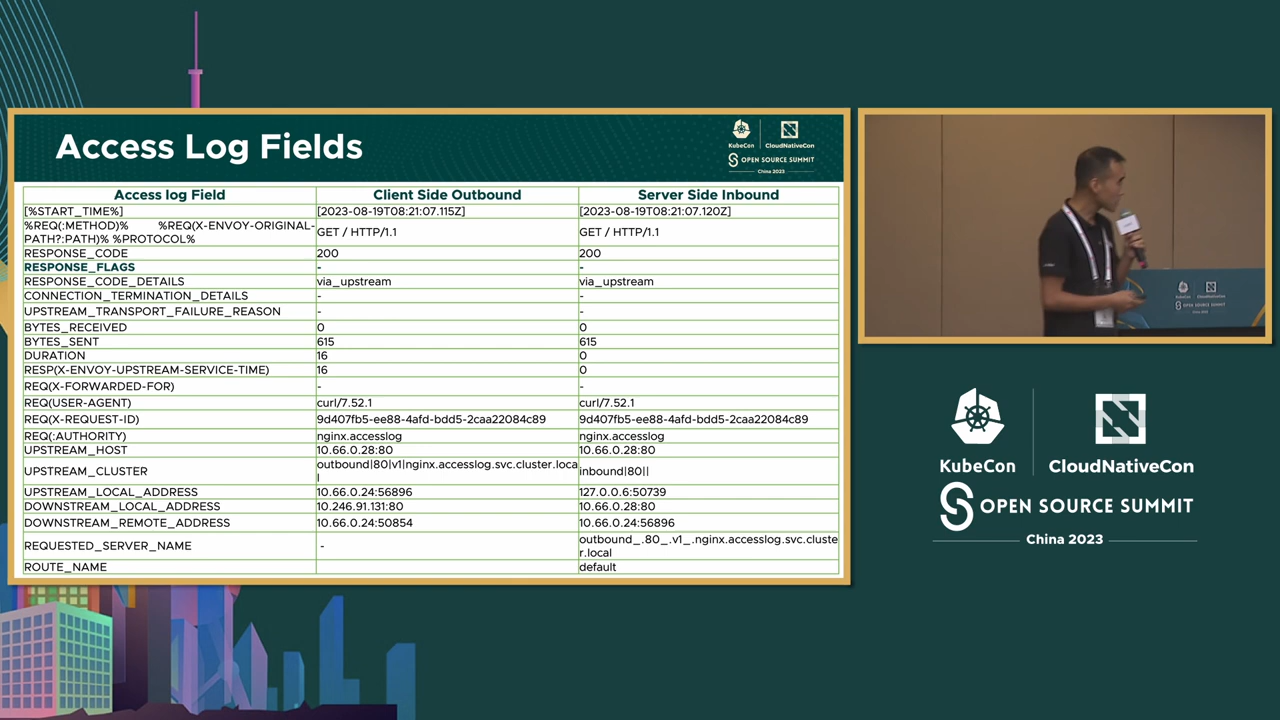 Access Log Fields
KubeCon
CloudNativeCon
OPEN SOURCE SUMMIT
China 2023
Access log Field Client Side Outbound Server Side Inbound
[%START_TIME%] [2023-08-19T08:21:07.115Z] [2023-08-19T08:21:07.120Z]
%REQ(:METHOD)% %REQ(X-ENVOY-ORIGINAL-
PATH?:PATH)% %PROTOCOL%
GET / HTTP/1.1 GET / HTTP/1.1
RESPONSE_CODE 200 200
RESPONSE_FLAGS - -
RESPONSE_CODE_DETAILS via_upstream via_upstream
CONNECTION_TERMINATION_DETAILS - -
UPSTREAM_TRANSPORT_FAILURE_REASON - -
BYTES_RECEIVED 0 0
BYTES_SENT 615 615
DURATION 16 0
RESP(X-ENVOY-UPSTREAM-SERVICE-TIME) 16 0
REQ(X-FORWARDED-FOR) - -
REQ(USER-AGENT) curl/7.52.1 curl/7.52.1
REQ(X-REQUEST-ID) 9d407fb5-ee88-4afd-bdd5-2caa22084c89 9d407fb5-ee88-4afd-bdd5-2caa22084c89
REQ(:AUTHORITY) nginx.accesslog nginx.accesslog
UPSTREAM_HOST 10.66.0.28:80 10.66.0.28:80
UPSTREAM_CLUSTER
outbound|80|v1|nginx.accesslog.svc.cluster.loca
l
inbound|80||
UPSTREAM_LOCAL_ADDRESS 10.66.0.24:56896 127.0.0.6:50739
DOWNSTREAM_LOCAL_ADDRESS 10.246.91.131:80 10.66.0.28:80
DOWNSTREAM_REMOTE_ADDRESS 10.66.0.24:50854 10.66.0.24:56896
REQUESTED_SERVER_NAME -
outbound_.80_.v1_.nginx.accesslog.svc.cluste
r.local
ROUTE_NAME default
KubeCon
CloudNativeCon
OPEN SOURCE SUMMIT
KubeCon
CloudNativeCon
OPEN SOURCE SUMMIT
China 2023